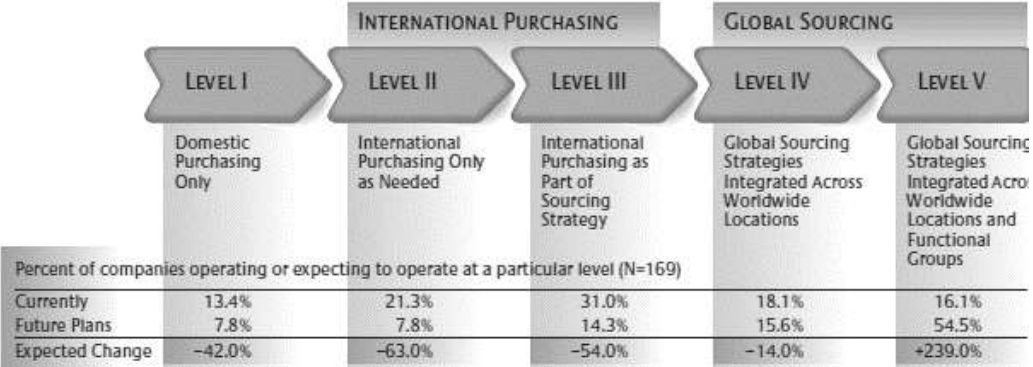 INTERNATIONAL PURCHASING
GLOBAL SOURCING
LEVEL I
LEVEL II
LEVEL III
LEVEL IV
LEVEL V
Domestic
Purchasing
Only
International
Purchasing Only
as Needed
International
Purchasing as
Part of
Sourcing
Strategy
Global Sourcing
Strategies
Integrated Across
Worldwide
Locations
Global Sourcing
Strategies
Integrated Acro
Worldwide
Locations and
Functional
Groups
Percent of companies operating or expecting to operate at a particular level (N=169)
Currently 13.4% 21.3% 31.0% 18.1% 16.1%
Future Plans 7.8% 7.8% 14.3% 15.6% 54.5%
Expected Change −42.0% −63.0% −54.0% −14.0% +239.0%